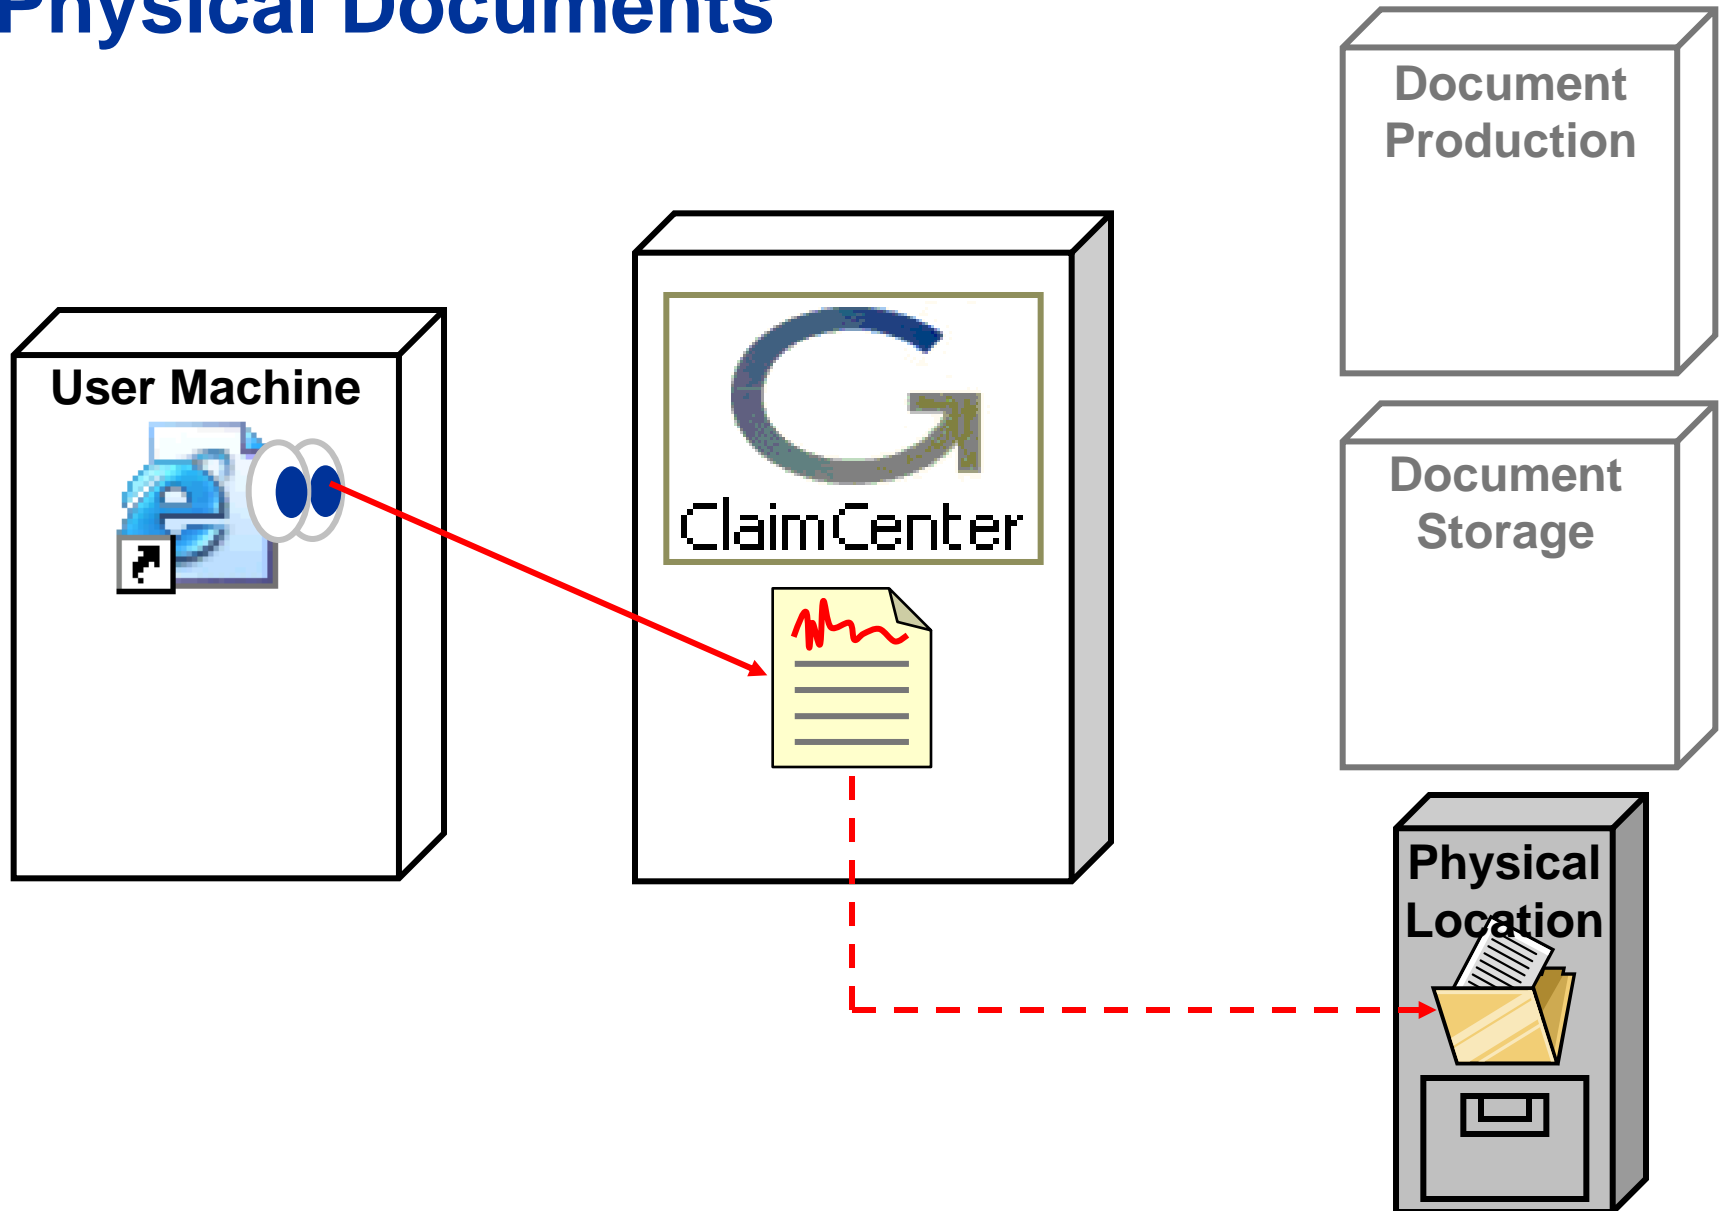 Physical Documents
Document
Production
User Machine
ClaimCenter
Document
Storage
Physical
Location